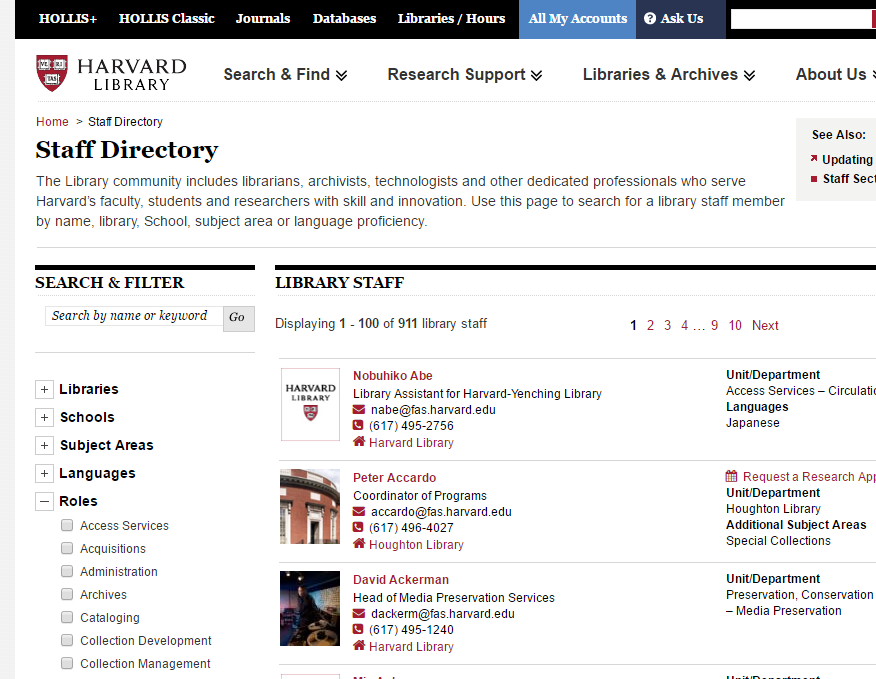 HOLLIS+ HOLLIS Classic Journals Databases Libraries / Hours All My Accounts Ask Us
HARVARD LIBRARY
Search & Find Research Support Libraries & Archives About Us
Home > Staff Directory
Staff Directory
The Library community includes librarians, archivists, technologists and other dedicated professionals who serve
Harvard's faculty, students and researchers with skill and innovation. Use this page to search for a library staff member
by name, library, School, subject area or language proficiency.
See Also:
Updating
Staff Sect
SEARCH & FILTER
Search by name or keyword Go
+ Libraries
+ Schools
+ Subject Areas
+ Languages
– Roles
Access Services
Acquisitions
Administration
Archives
Cataloging
Collection Development
Collection Management
LIBRARY STAFF
Displaying 1 - 100 of 911 library staff
1 2 3 4 ... 9 10 Next
HARVARD
LIBRARY
Nobuhiko Abe
Library Assistant for Harvard-Yenching Library
nabe@fas.harvard.edu
(617) 495-2756
Harvard Library
Unit/Department
Access Services – Circulatio
Languages
Japanese
Peter Accardo
Coordinator of Programs
accardo@fas.harvard.edu
(617) 496-4027
Houghton Library
Request a Research App
Unit/Department
Houghton Library
Additional Subject Areas
Special Collections
David Ackerman
Head of Media Preservation Services
dackerm@fas.harvard.edu
(617) 495-1240
Harvard Library
Unit/Department
Preservation, Conservation
– Media Preservation